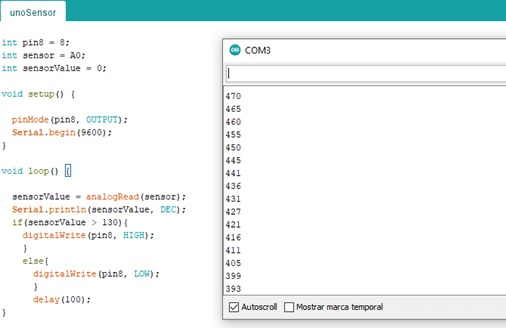 unoSensor
int pin8 = 8;
int sensor = A0;
int sensorValue = 0;
void setup() {
pinMode(pin8, OUTPUT);
Serial.begin(9600);
}
void loop() {
sensorValue = analogRead(sensor);
Serial.println(sensorValue, DEC);
if(sensorValue > 130){
digitalWrite(pin8, HIGH);
}
else{
digitalWrite(pin8, LOW);
}
delay(100);
}
COM3
470
465
460
455
450
445
441
436
431
427
421
416
411
405
399
393
Autoscroll Mostrar marca temporal